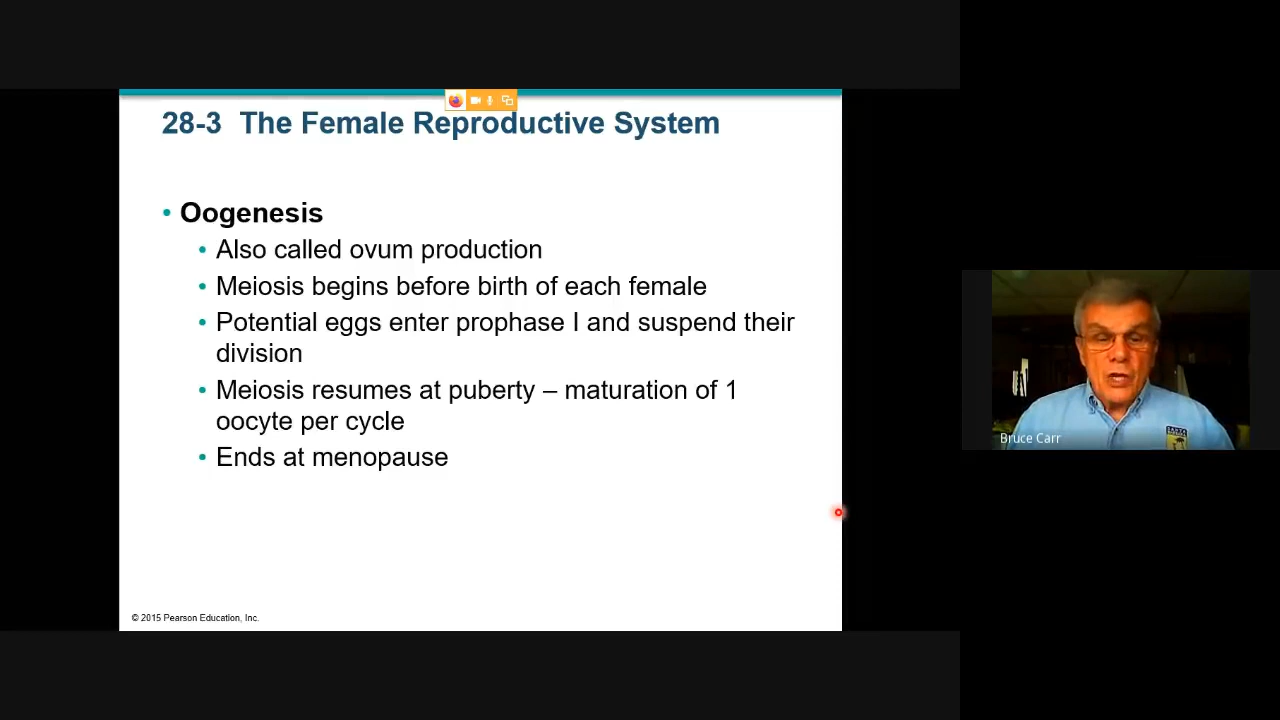 28-3 The Female Reproductive System
• Oogenesis
• Also called ovum production
• Meiosis begins before birth of each female
• Potential eggs enter prophase I and suspend their
division
• Meiosis resumes at puberty – maturation of 1
oocyte per cycle
• Ends at menopause
© 2015 Pearson Education, Inc.
Bruce Carr